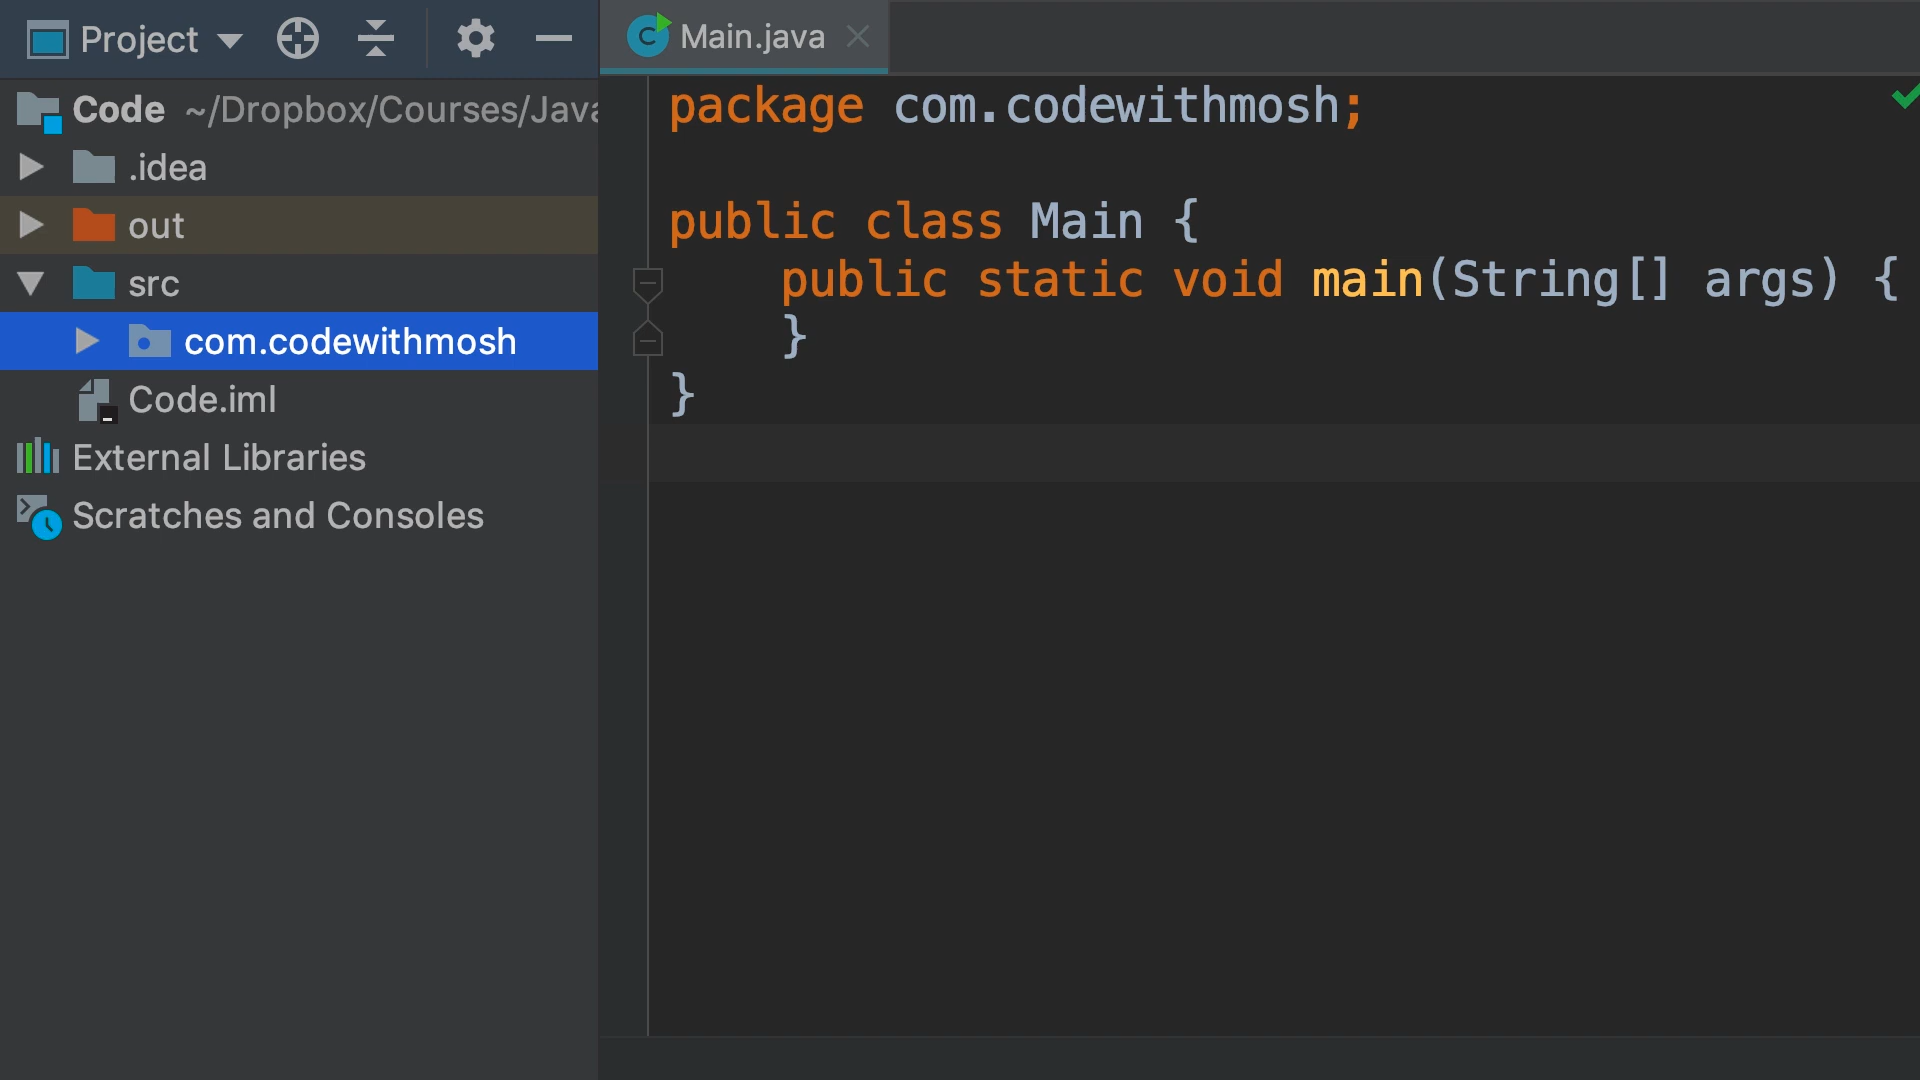 Project
Main.java
Code ~/Dropbox/Courses/Java
.idea
out
src
com.codewithmosh
Code.iml
External Libraries
Scratches and Consoles
package com.codewithmosh;
public class Main {
public static void main(String[] args) {
}
}